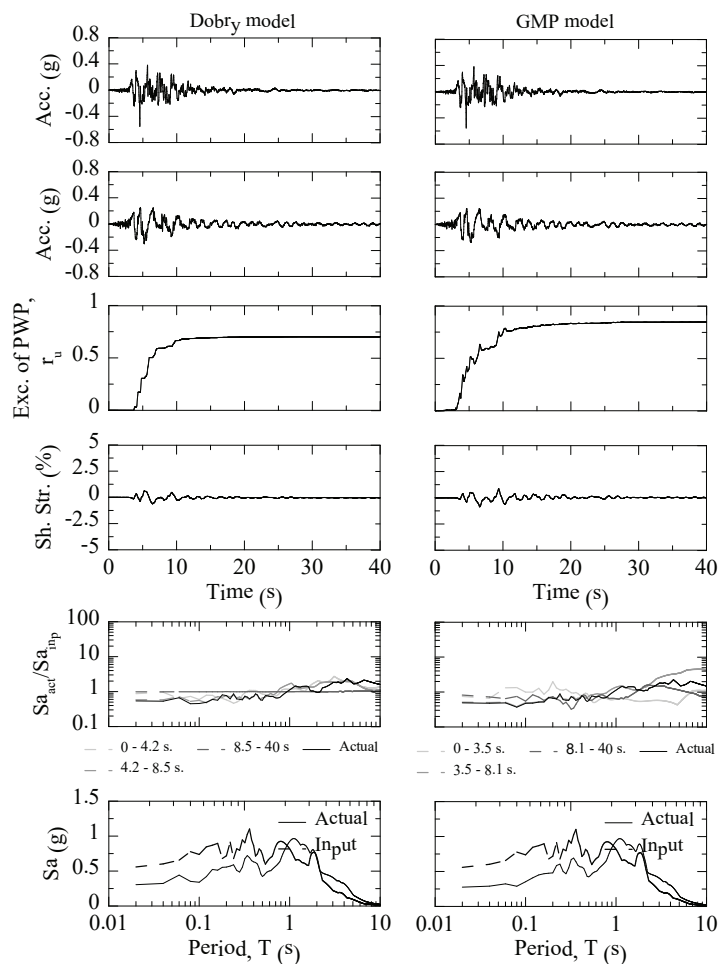 Dobry model
GMP model
Acc. (g)
0.8
0.4
0
-0.4
-0.8
Acc. (g)
0.8
0.4
0
-0.4
-0.8
Exc. of PWP, r_u
1
0.5
0
Sh. Str. (%)
5
2.5
0
-2.5
-5
0 10 20 30 40
0 10 20 30 40
Time (s)
Time (s)
Sa_act/Sa_inp
100
10
1
0.1
0 - 4.2 s. 8.5 - 40 s Actual
4.2 - 8.5 s.
0 - 3.5 s. 8.1 - 40 s. Actual
3.5 - 8.1 s.
Sa (g)
1.5
1.0
0.5
0
Actual
Input
Actual
Input
0.01 0.1 1 10
0.01 0.1 1 10
Period, T (s)
Period, T (s)